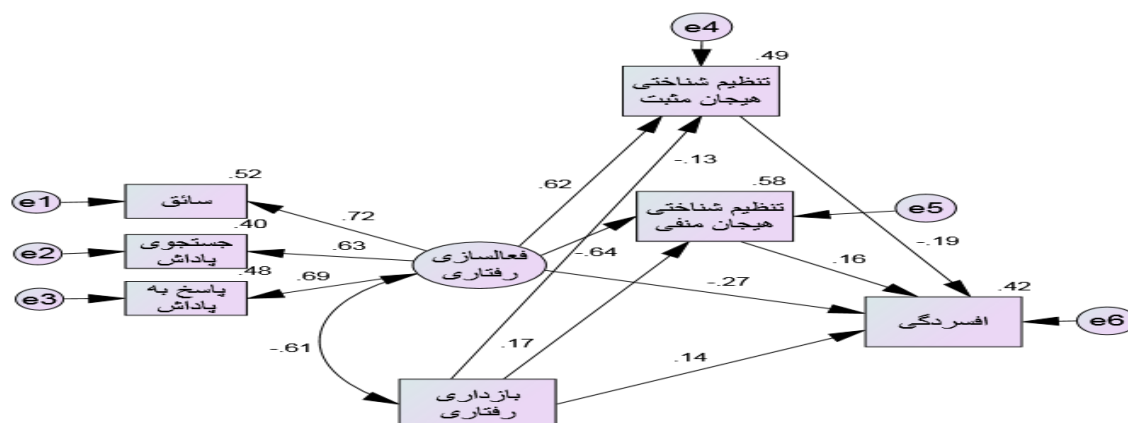 e4
.49
تنظیم شناختی
هیجان مثبت
-.13
.62
.52
سائق
e1
.72
.58
تنظیم شناختی
هیجان منفی
e5
.40
جستجوی
پاداش
e2
.63
فعالسازی
رفتاری
-.64
.16
-.19
.48
پاسخ به
پاداش
e3
.69
-.27
.42
افسردگی
e6
-.61
.17
.14
بازداری
رفتاری